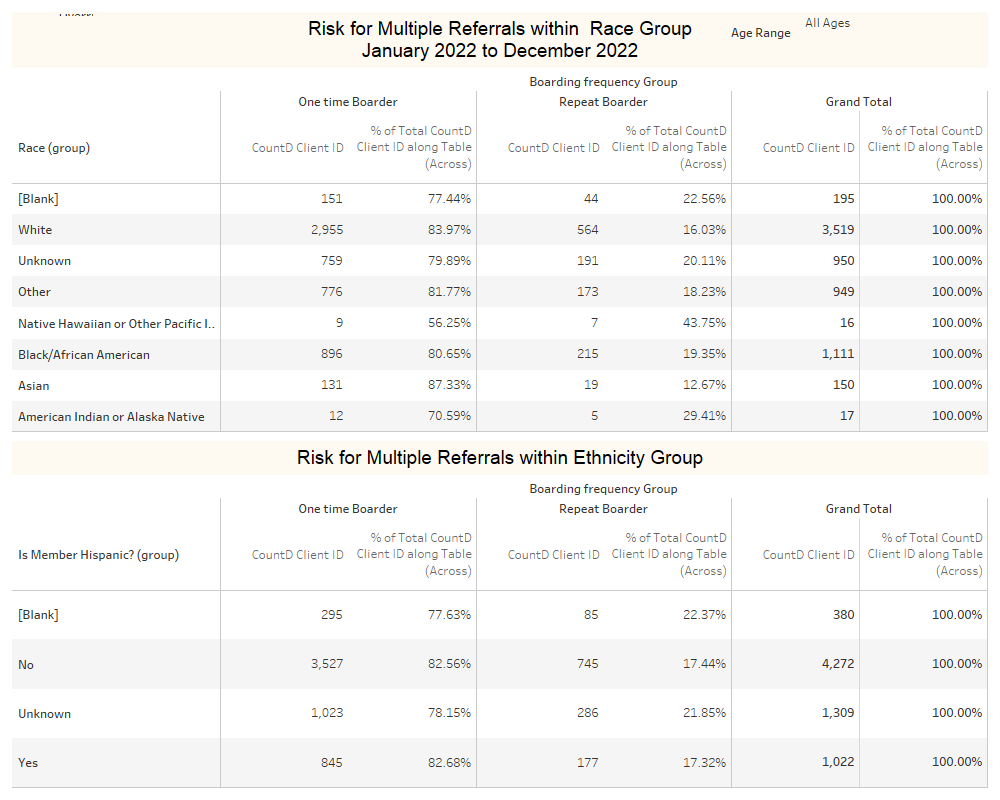 Risk for Multiple Referrals within Race Group
January 2022 to December 2022
Age Range
All Ages
Boarding frequency Group
One time Boarder Repeat Boarder Grand Total
Race (group) CountD Client ID % of Total CountD Client ID along Table (Across) CountD Client ID % of Total CountD Client ID along Table (Across) CountD Client ID % of Total CountD Client ID along Table (Across)
[Blank] 151 77.44% 44 22.56% 195 100.00%
White 2,955 83.97% 564 16.03% 3,519 100.00%
Unknown 759 79.89% 191 20.11% 950 100.00%
Other 776 81.77% 173 18.23% 949 100.00%
Native Hawaiian or Other Pacific I.. 9 56.25% 7 43.75% 16 100.00%
Black/African American 896 80.65% 215 19.35% 1,111 100.00%
Asian 131 87.33% 19 12.67% 150 100.00%
American Indian or Alaska Native 12 70.59% 5 29.41% 17 100.00%
Risk for Multiple Referrals within Ethnicity Group
Boarding frequency Group
One time Boarder Repeat Boarder Grand Total
Is Member Hispanic? (group) CountD Client ID % of Total CountD Client ID along Table (Across) CountD Client ID % of Total CountD Client ID along Table (Across) CountD Client ID % of Total CountD Client ID along Table (Across)
[Blank] 295 77.63% 85 22.37% 380 100.00%
No 3,527 82.56% 745 17.44% 4,272 100.00%
Unknown 1,023 78.15% 286 21.85% 1,309 100.00%
Yes 845 82.68% 177 17.32% 1,022 100.00%